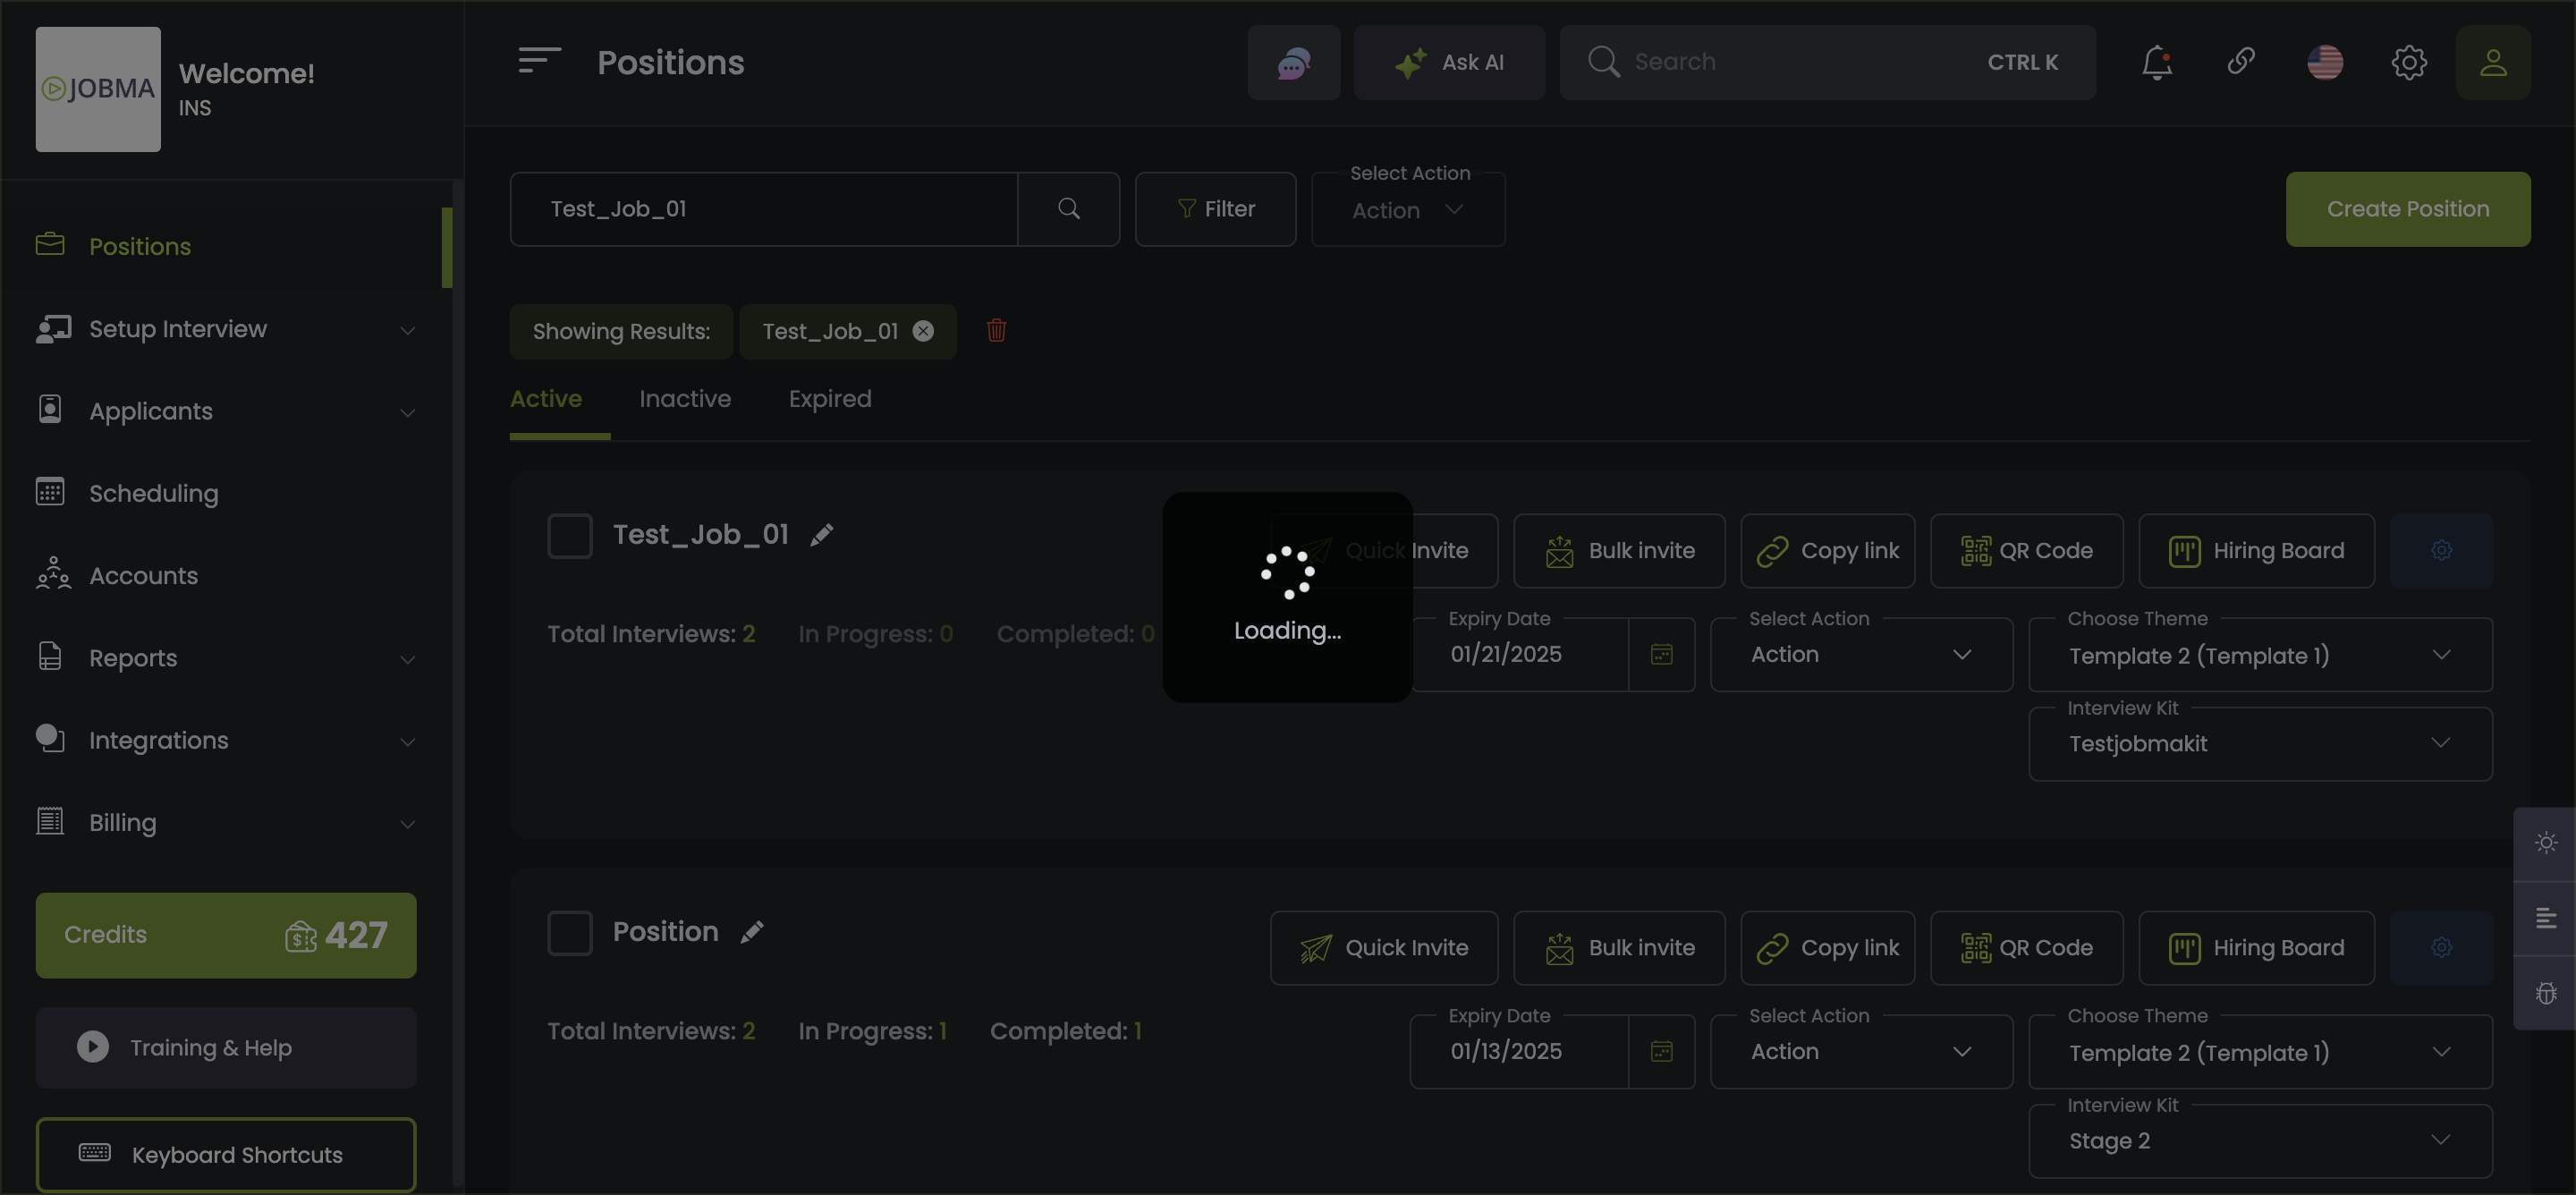 JOBMA
Welcome!
INS
Positions
Ask AI
Search
CTRL K
Test_Job_01
Filter
Select Action
Action
Create Position
Positions
Setup Interview
Applicants
Scheduling
Accounts
Reports
Integrations
Billing
Credits
427
Training & Help
Keyboard Shortcuts
Showing Results:
Test_Job_01
Active
Inactive
Expired
Test_Job_01
Quick Invite
Bulk invite
Copy link
QR Code
Hiring Board
Loading...
Total Interviews: 2
In Progress: 0
Completed: 0
Expiry Date
01/21/2025
Select Action
Action
Choose Theme
Template 2 (Template 1)
Interview Kit
Testjobmakit
Position
Quick Invite
Bulk invite
Copy link
QR Code
Hiring Board
Total Interviews: 2
In Progress: 1
Completed: 1
Expiry Date
01/13/2025
Select Action
Action
Choose Theme
Template 2 (Template 1)
Interview Kit
Stage 2